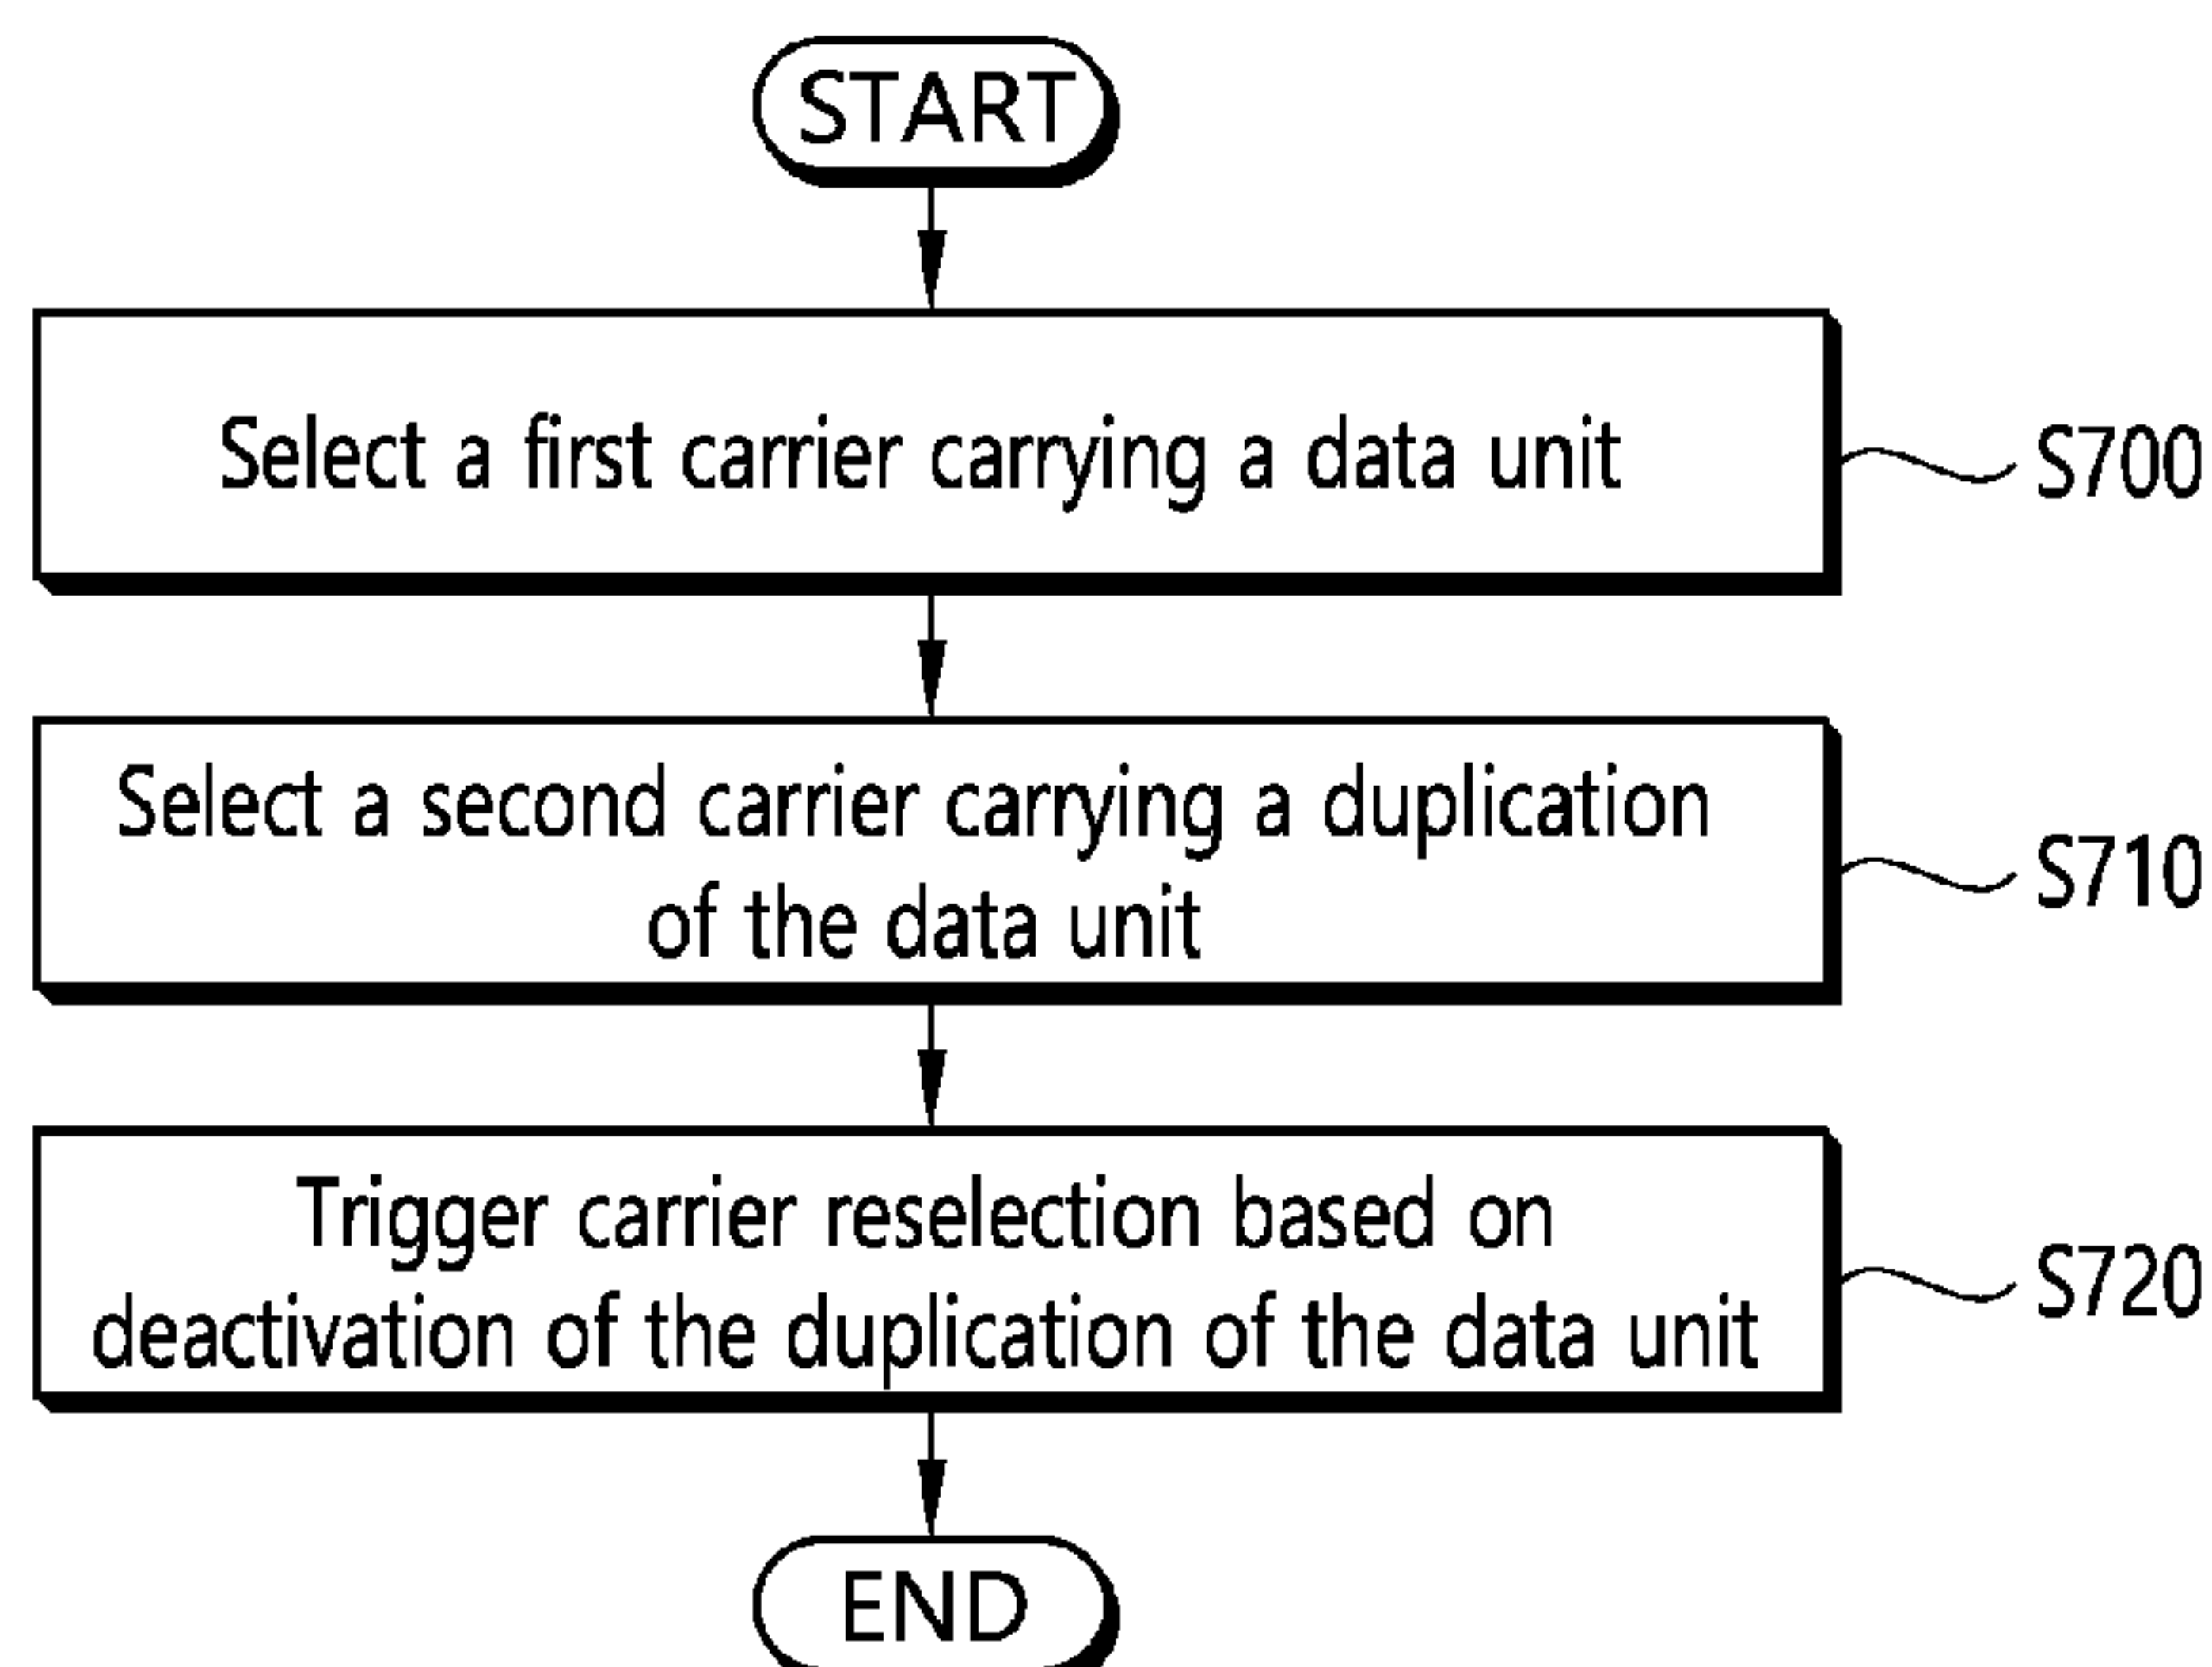 START
Select a first carrier carrying a data unit
S700
Select a second carrier carrying a duplication
of the data unit
S710
Trigger carrier reselection based on
deactivation of the duplication of the data unit
S720
END